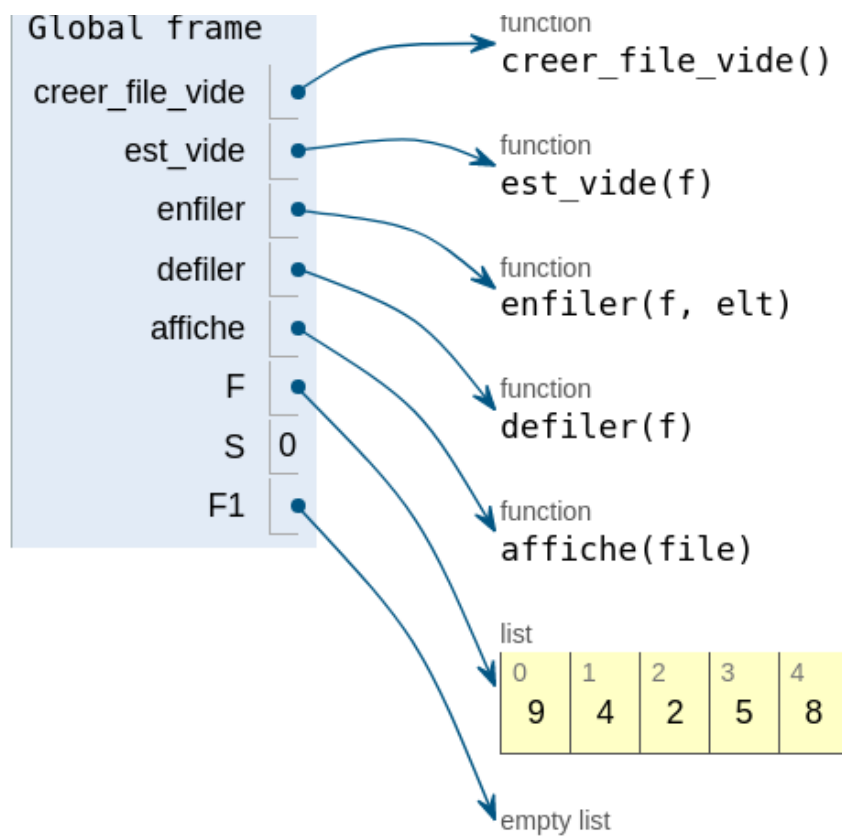 Global frame
creer_file_vide
est_vide
enfiler
defiler
affiche
F
S 0
F1
function
creer_file_vide()
function
est_vide(f)
function
enfiler(f, elt)
function
defiler(f)
function
affiche(file)
list
0 1 2 3 4
9 4 2 5 8
empty list